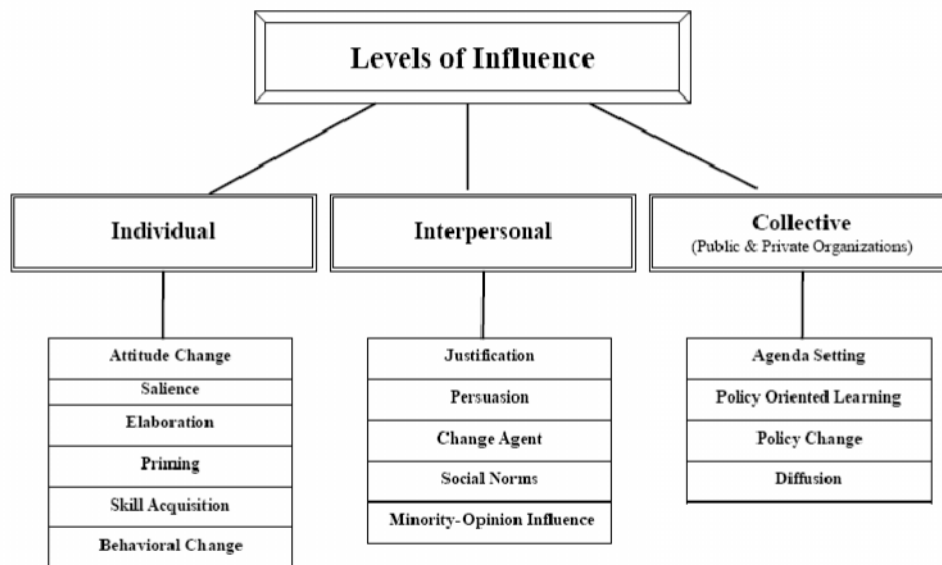 Levels of Influence
Individual
Interpersonal
Collective
(Public & Private Organizations)
Attitude Change
Salience
Elaboration
Priming
Skill Acquisition
Behavioral Change
Justification
Persuasion
Change Agent
Social Norms
Minority-Opinion Influence
Agenda Setting
Policy Oriented Learning
Policy Change
Diffusion